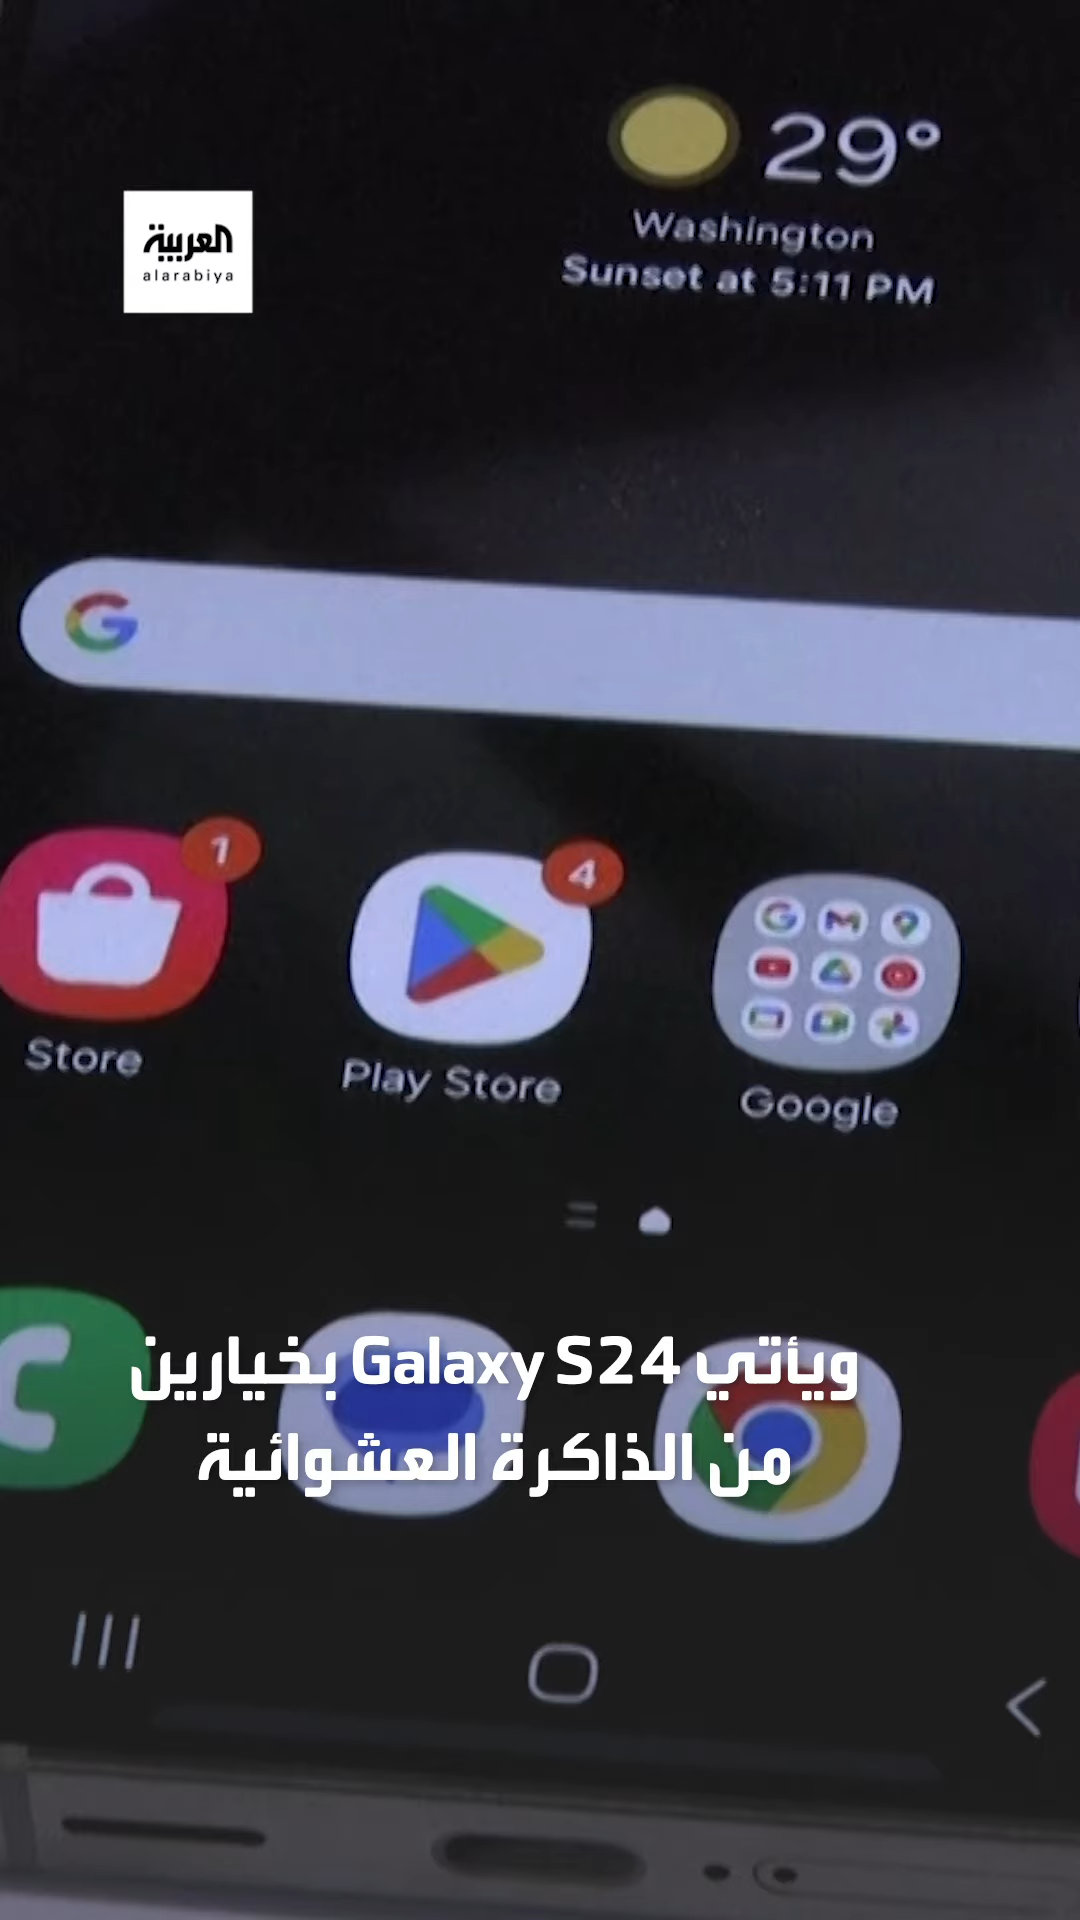 29°
Washington
Sunset at 5:11 PM
العربية
alarabiya
1
4
Store
Play Store
Google
ويأتي Galaxy S24 بخيارين
من الذاكرة العشوائية